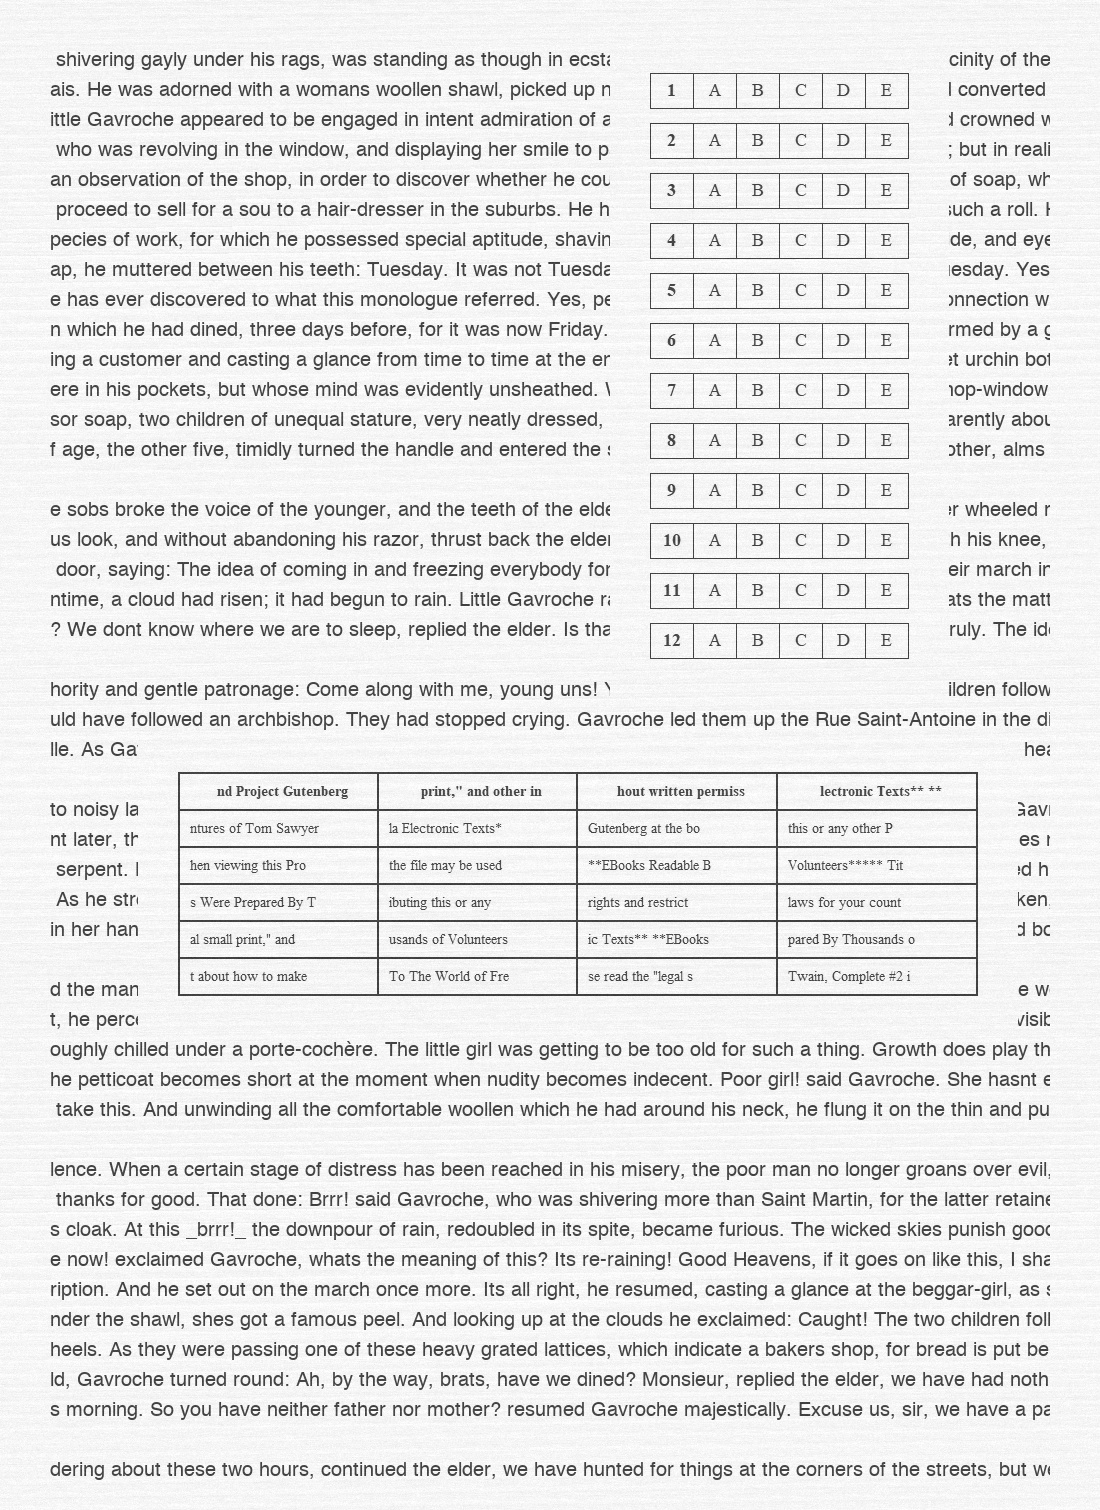 shivering gayly under his rags, was standing as though in ecsta cinity of the
ais. He was adorned with a womans woollen shawl, picked up n l converted
ittle Gavroche appeared to be engaged in intent admiration of a d crowned w
who was revolving in the window, and displaying her smile to p ; but in reali
an observation of the shop, in order to discover whether he cou of soap, wh
proceed to sell for a sou to a hair-dresser in the suburbs. He h such a roll. H
pecies of work, for which he possessed special aptitude, shavin de, and eye
ap, he muttered between his teeth: Tuesday. It was not Tuesda esday. Yes
e has ever discovered to what this monologue referred. Yes, pe onnection w
n which he had dined, three days before, for it was now Friday. rmed by a g
ing a customer and casting a glance from time to time at the en et urchin bot
ere in his pockets, but whose mind was evidently unsheathed. W hop-window
sor soap, two children of unequal stature, very neatly dressed, arently abou
f age, the other five, timidly turned the handle and entered the s other, alms
e sobs broke the voice of the younger, and the teeth of the elde er wheeled r
us look, and without abandoning his razor, thrust back the elder h his knee,
door, saying: The idea of coming in and freezing everybody for eir march in
ntime, a cloud had risen; it had begun to rain. Little Gavroche ra ats the matt
? We dont know where we are to sleep, replied the elder. Is tha ruly. The ide
1 A B C D E
2 A B C D E
3 A B C D E
4 A B C D E
5 A B C D E
6 A B C D E
7 A B C D E
8 A B C D E
9 A B C D E
10 A B C D E
11 A B C D E
12 A B C D E
hority and gentle patronage: Come along with me, young uns! Y ildren follow
uld have followed an archbishop. They had stopped crying. Gavroche led them up the Rue Saint-Antoine in the di
lle. As Ga hea
to noisy la Gavr
nt later, th es r
serpent. ed h
As he stro ken,
in her han d bo
d the man e w
t, he perce visib
nd Project Gutenberg print," and other in hout written permiss lectronic Texts** **
ntures of Tom Sawyer la Electronic Texts* Gutenberg at the bo this or any other P
hen viewing this Pro the file may be used **EBooks Readable B Volunteers***** Tit
s Were Prepared By T ibuting this or any rights and restrict laws for your count
al small print," and usands of Volunteers ic Texts** **EBooks pared By Thousands o
t about how to make To The World of Fre se read the "legal s Twain, Complete #2 i
oughly chilled under a porte-cochère. The little girl was getting to be too old for such a thing. Growth does play th
he petticoat becomes short at the moment when nudity becomes indecent. Poor girl! said Gavroche. She hasnt e
take this. And unwinding all the comfortable woollen which he had around his neck, he flung it on the thin and pu
lence. When a certain stage of distress has been reached in his misery, the poor man no longer groans over evil,
thanks for good. That done: Brrr! said Gavroche, who was shivering more than Saint Martin, for the latter retaine
s cloak. At this _brrr!_ the downpour of rain, redoubled in its spite, became furious. The wicked skies punish good
e now! exclaimed Gavroche, whats the meaning of this? Its re-raining! Good Heavens, if it goes on like this, I sha
ription. And he set out on the march once more. Its all right, he resumed, casting a glance at the beggar-girl, as s
nder the shawl, shes got a famous peel. And looking up at the clouds he exclaimed: Caught! The two children foll
heels. As they were passing one of these heavy grated lattices, which indicate a bakers shop, for bread is put be
ld, Gavroche turned round: Ah, by the way, brats, have we dined? Monsieur, replied the elder, we have had noth
s morning. So you have neither father nor mother? resumed Gavroche majestically. Excuse us, sir, we have a pa
dering about these two hours, continued the elder, we have hunted for things at the corners of the streets, but we